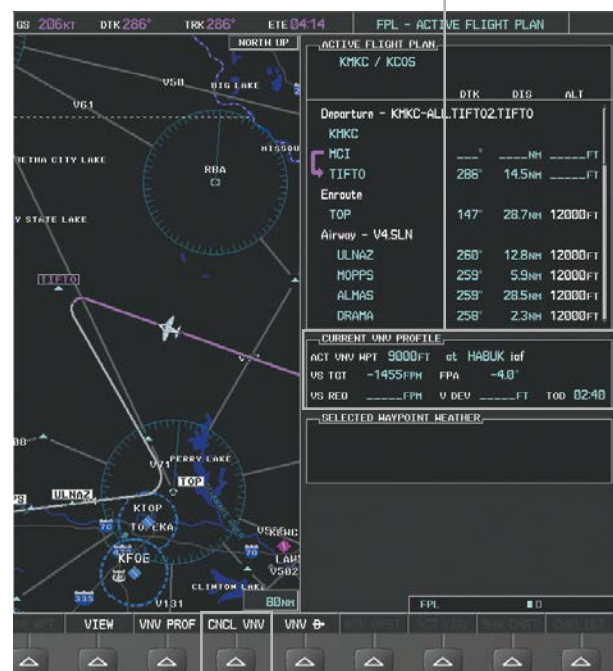 GS 206KT DTK 286° TRK 286° ETE 04:14 FPL - ACTIVE FLIGHT PLAN
NORTH UP
V50
BIG LAKE
V61
MISSOU
CITY LAKE
RBA
Y STATE LAKE
TIFTO
PERRY LAKE
V71
TOP
ULNAZ
KTOP
TOPEKA
70
KFOE
70
V502
CLINTON LAKE
335
V131
80NM
ACTIVE FLIGHT PLAN
KMKC / KCOS
DTK DIS ALT
Departure - KMKC-ALL.TIFTO2.TIFTO
KMKC
MCI ___° ____NM _____FT
TIFTO 286° 14.5NM _____FT
Enroute
TOP 147° 28.7NM 12000FT
Airway - V4.SLN
ULNAZ 260° 12.8NM 12000FT
MOPPS 259° 5.9NM 12000FT
ALMAS 259° 28.5NM 12000FT
DRAMA 258° 2.3NM 12000FT
CURRENT VNV PROFILE
ACT VNV WPT 9000FT at HABUK iaf
VS TGT -1455FPM FPA -4.0°
VS REQ _____FPM V DEV _____FT TOD 02:40
SELECTED WAYPOINT WEATHER
FPL
VIEW VNV PROF CNCL VNV VNV